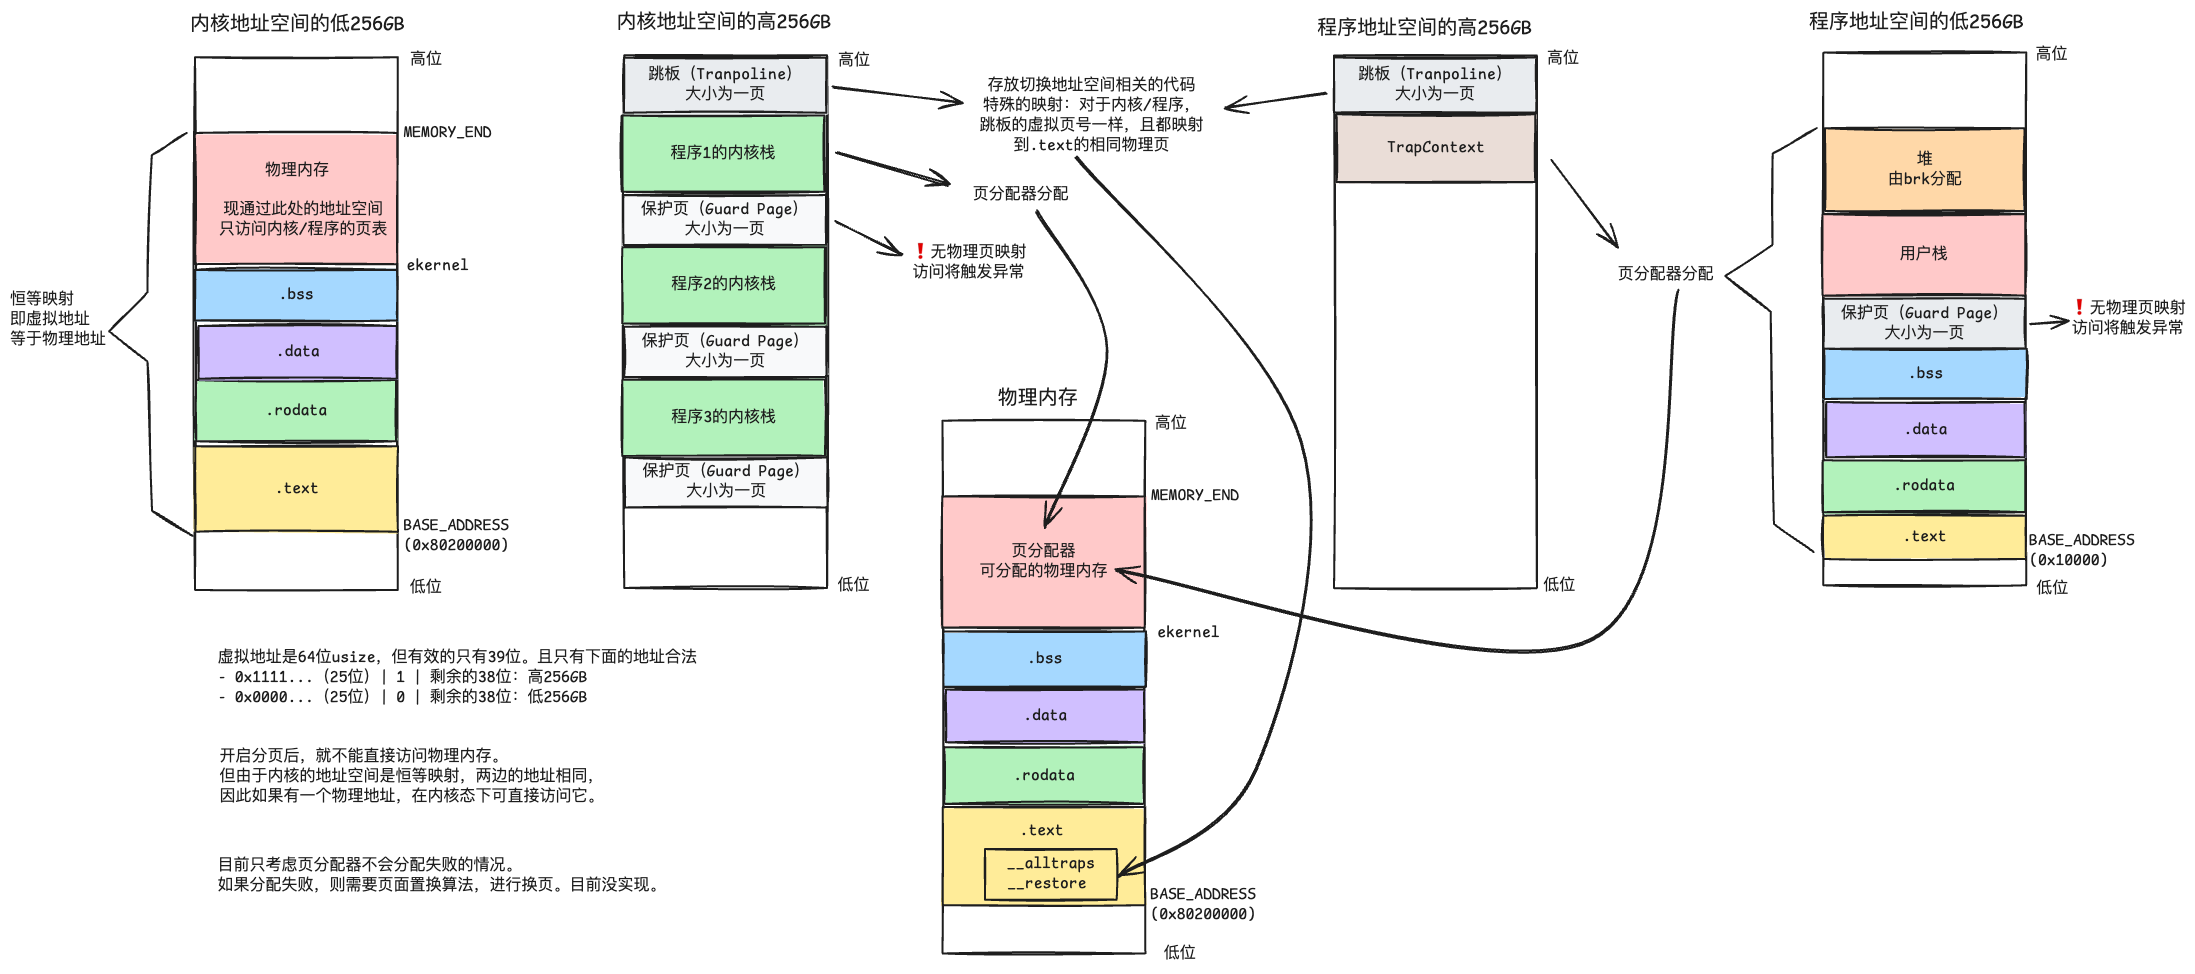 内核地址空间的低256GB
高位
MEMORY_END
物理内存
现通过此处的地址空间
只访问内核/程序的页表
ekernel
.bss
恒等映射
即虚拟地址
等于物理地址
.data
.rodata
.text
BASE_ADDRESS
(0x80200000)
低位
内核地址空间的高256GB
高位
跳板（Tranpoline）
大小为一页
程序1的内核栈
保护页（Guard Page）
大小为一页
程序2的内核栈
保护页（Guard Page）
大小为一页
程序3的内核栈
保护页（Guard Page）
大小为一页
低位
存放切换地址空间相关的代码
特殊的映射：对于内核/程序，
跳板的虚拟页号一样，且都映射
到.text的相同物理页
页分配器分配
❗无物理页映射
访问将触发异常
程序地址空间的高256GB
高位
跳板（Tranpoline）
大小为一页
TrapContext
低位
页分配器分配
程序地址空间的低256GB
高位
堆
由brk分配
用户栈
保护页（Guard Page）
大小为一页
❗无物理页映射
访问将触发异常
.bss
.data
.rodata
.text
BASE_ADDRESS
(0x10000)
低位
物理内存
高位
MEMORY_END
页分配器
可分配的物理内存
ekernel
.bss
.data
.rodata
.text
__alltraps
__restore
BASE_ADDRESS
(0x80200000)
低位
虚拟地址是64位usize，但有效的只有39位。且只有下面的地址合法
- 0x1111...（25位）| 1 | 剩余的38位：高256GB
- 0x0000...（25位）| 0 | 剩余的38位：低256GB
开启分页后，就不能直接访问物理内存。
但由于内核的地址空间是恒等映射，两边的地址相同，
因此如果有一个物理地址，在内核态下可直接访问它。
目前只考虑页分配器不会分配失败的情况。
如果分配失败，则需要页面置换算法，进行换页。目前没实现。